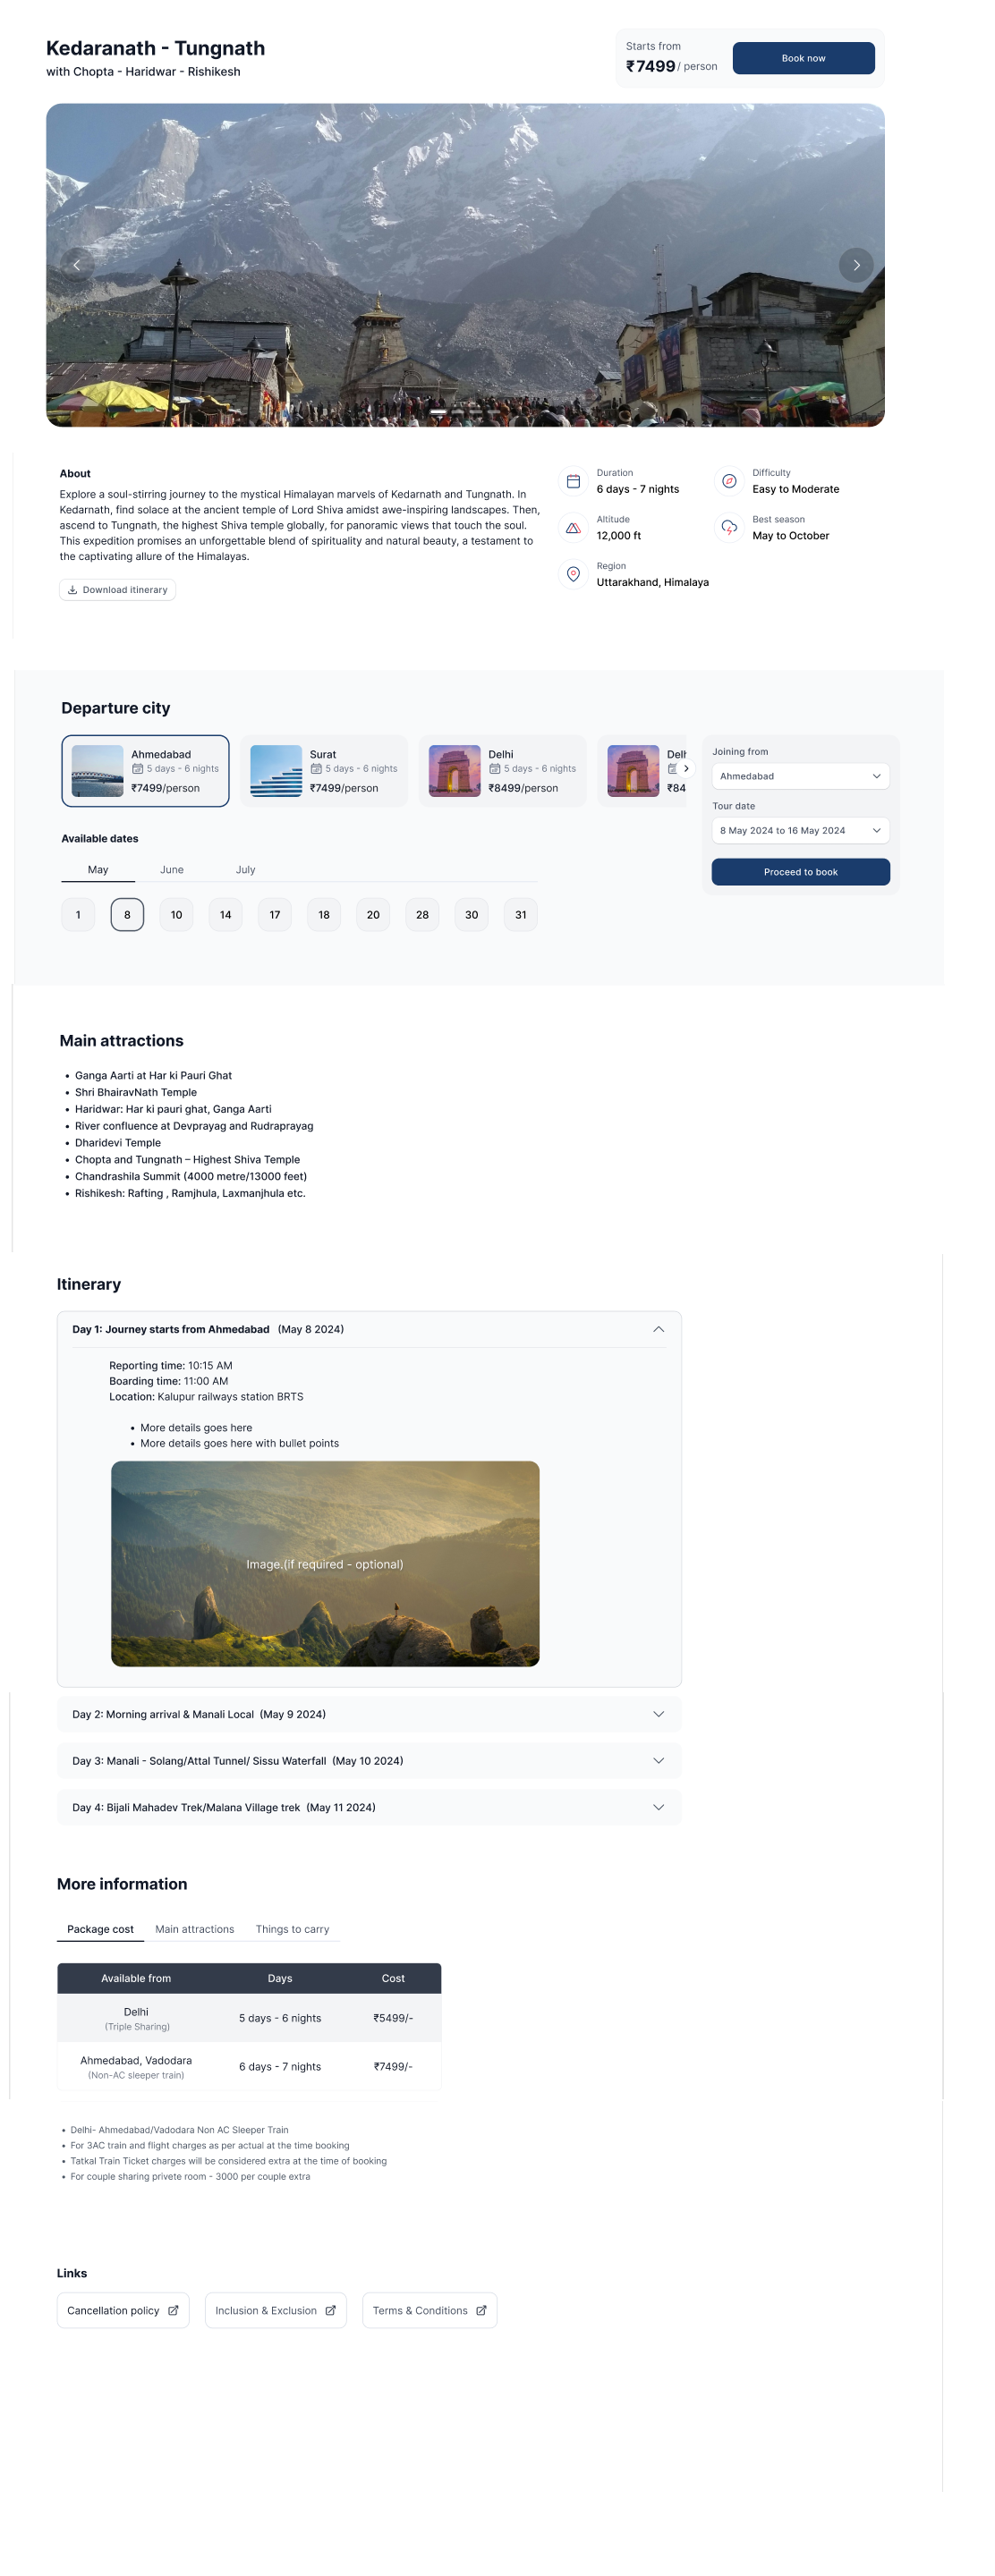 Kedaranath - Tungnath
with Chopta - Haridwar - Rishikesh
Starts from
₹7499/ person
Book now
About
Explore a soul-stirring journey to the mystical Himalayan marvels of Kedarnath and Tungnath. In
Kedarnath, find solace at the ancient temple of Lord Shiva amidst awe-inspiring landscapes. Then,
ascend to Tungnath, the highest Shiva temple globally, for panoramic views that touch the soul.
This expedition promises an unforgettable blend of spirituality and natural beauty, a testament to
the captivating allure of the Himalayas.
Download itinerary
Duration
6 days - 7 nights
Difficulty
Easy to Moderate
Altitude
12,000 ft
Best season
May to October
Region
Uttarakhand, Himalaya
Departure city
Ahmedabad
5 days - 6 nights
₹7499/person
Surat
5 days - 6 nights
₹7499/person
Delhi
5 days - 6 nights
₹8499/person
Delh
₹84
Joining from
Ahmedabad
Tour date
8 May 2024 to 16 May 2024
Proceed to book
Available dates
May June July
1 8 10 14 17 18 20 28 30 31
Main attractions
• Ganga Aarti at Har ki Pauri Ghat
• Shri BhairavNath Temple
• Haridwar: Har ki pauri ghat, Ganga Aarti
• River confluence at Devprayag and Rudraprayag
• Dharidevi Temple
• Chopta and Tungnath – Highest Shiva Temple
• Chandrashila Summit (4000 metre/13000 feet)
• Rishikesh: Rafting , Ramjhula, Laxmanjhula etc.
Itinerary
Day 1: Journey starts from Ahmedabad (May 8 2024)
Reporting time: 10:15 AM
Boarding time: 11:00 AM
Location: Kalupur railways station BRTS
• More details goes here
• More details goes here with bullet points
Image.(if required - optional)
Day 2: Morning arrival & Manali Local (May 9 2024)
Day 3: Manali - Solang/Attal Tunnel/ Sissu Waterfall (May 10 2024)
Day 4: Bijali Mahadev Trek/Malana Village trek (May 11 2024)
More information
Package cost Main attractions Things to carry
Available from Days Cost
Delhi
(Triple Sharing)
5 days - 6 nights
₹5499/-
Ahmedabad, Vadodara
(Non-AC sleeper train)
6 days - 7 nights
₹7499/-
• Delhi- Ahmedabad/Vadodara Non AC Sleeper Train
• For 3AC train and flight charges as per actual at the time booking
• Tatkal Train Ticket charges will be considered extra at the time of booking
• For couple sharing privete room - 3000 per couple extra
Links
Cancellation policy
Inclusion & Exclusion
Terms & Conditions